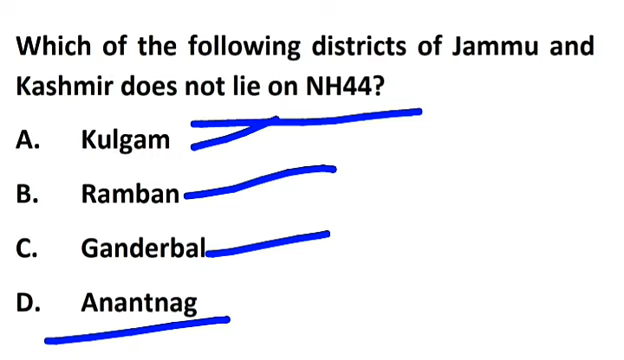 Which of the following districts of Jammu and
Kashmir does not lie on NH44?
A. Kulgam
B. Ramban
C. Ganderbal
D. Anantnag